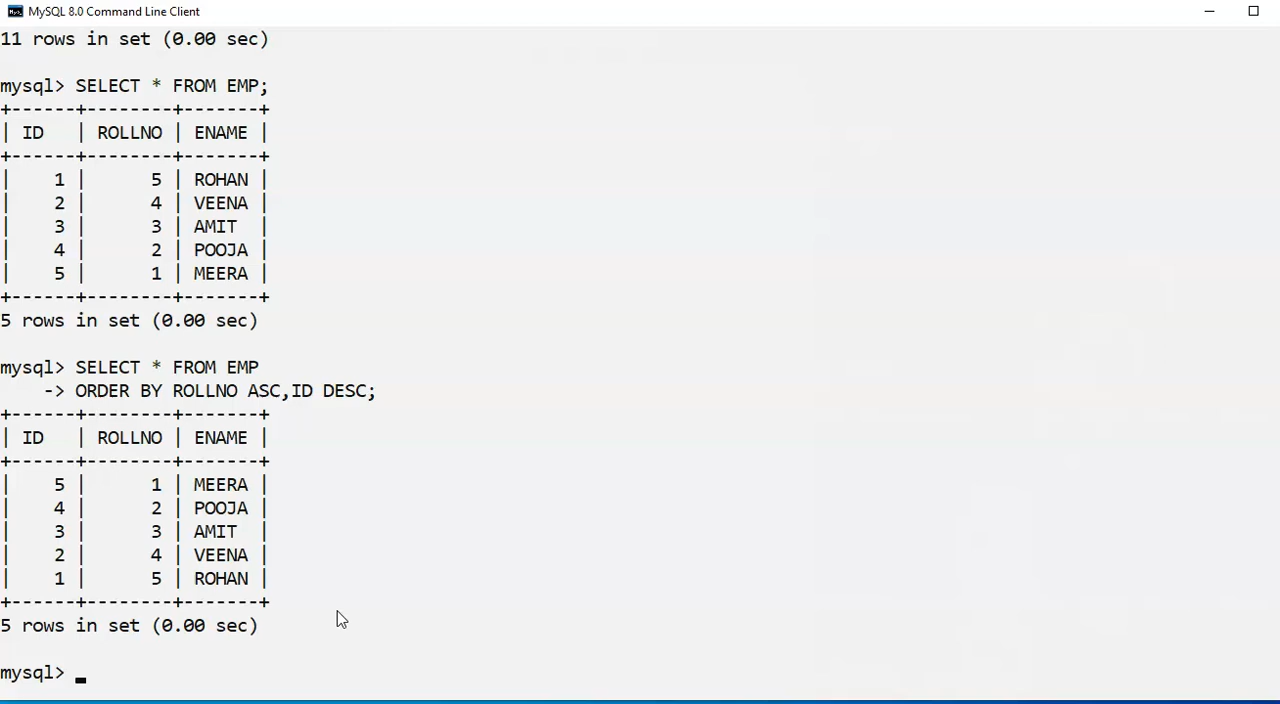 MySQL 8.0 Command Line Client
11 rows in set (0.00 sec)
mysql> SELECT * FROM EMP;
+------+--------+-------+
| ID   | ROLLNO | ENAME |
+------+--------+-------+
|    1 |      5 | ROHAN |
|    2 |      4 | VEENA |
|    3 |      3 | AMIT  |
|    4 |      2 | POOJA |
|    5 |      1 | MEERA |
+------+--------+-------+
5 rows in set (0.00 sec)
mysql> SELECT * FROM EMP
    -> ORDER BY ROLLNO ASC,ID DESC;
+------+--------+-------+
| ID   | ROLLNO | ENAME |
+------+--------+-------+
|    5 |      1 | MEERA |
|    4 |      2 | POOJA |
|    3 |      3 | AMIT  |
|    2 |      4 | VEENA |
|    1 |      5 | ROHAN |
+------+--------+-------+
5 rows in set (0.00 sec)
mysql>